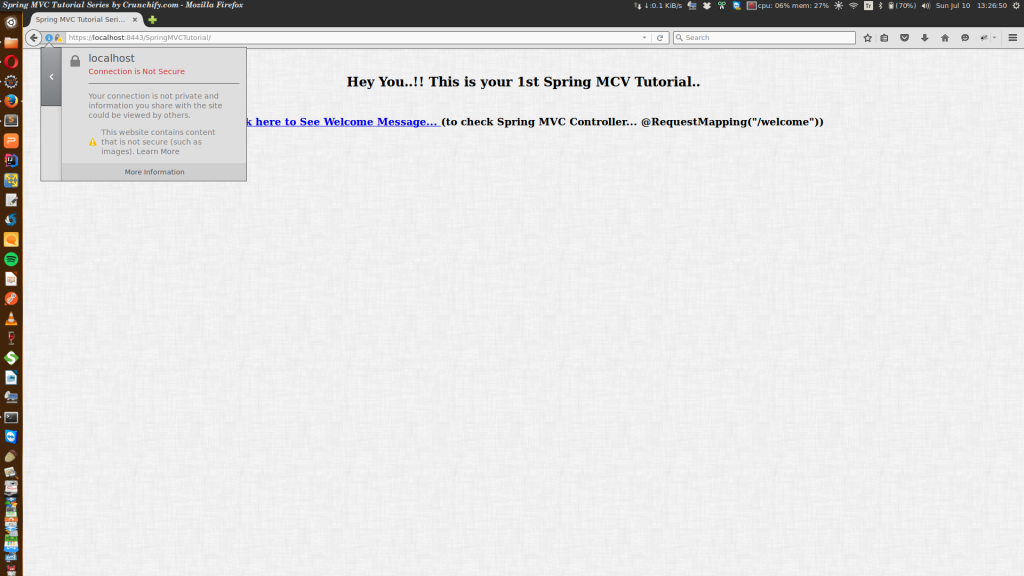 Spring MVC Tutorial Series by Crunchify.com - Mozilla Firefox
↑↓ ↓:0.1 KiB/s cpu: 06% mem: 27% Tr (70%) Sun Jul 10 13:26:50
Spring MVC Tutorial Seri... ×
https://localhost:8443/SpringMVCTutorial/
Search
localhost
Connection is Not Secure
Your connection is not private and
information you share with the site
could be viewed by others.
This website contains content
that is not secure (such as
images). Learn More
More Information
Hey You..!! This is your 1st Spring MCV Tutorial..
k here to See Welcome Message... (to check Spring MVC Controller... @RequestMapping("/welcome"))